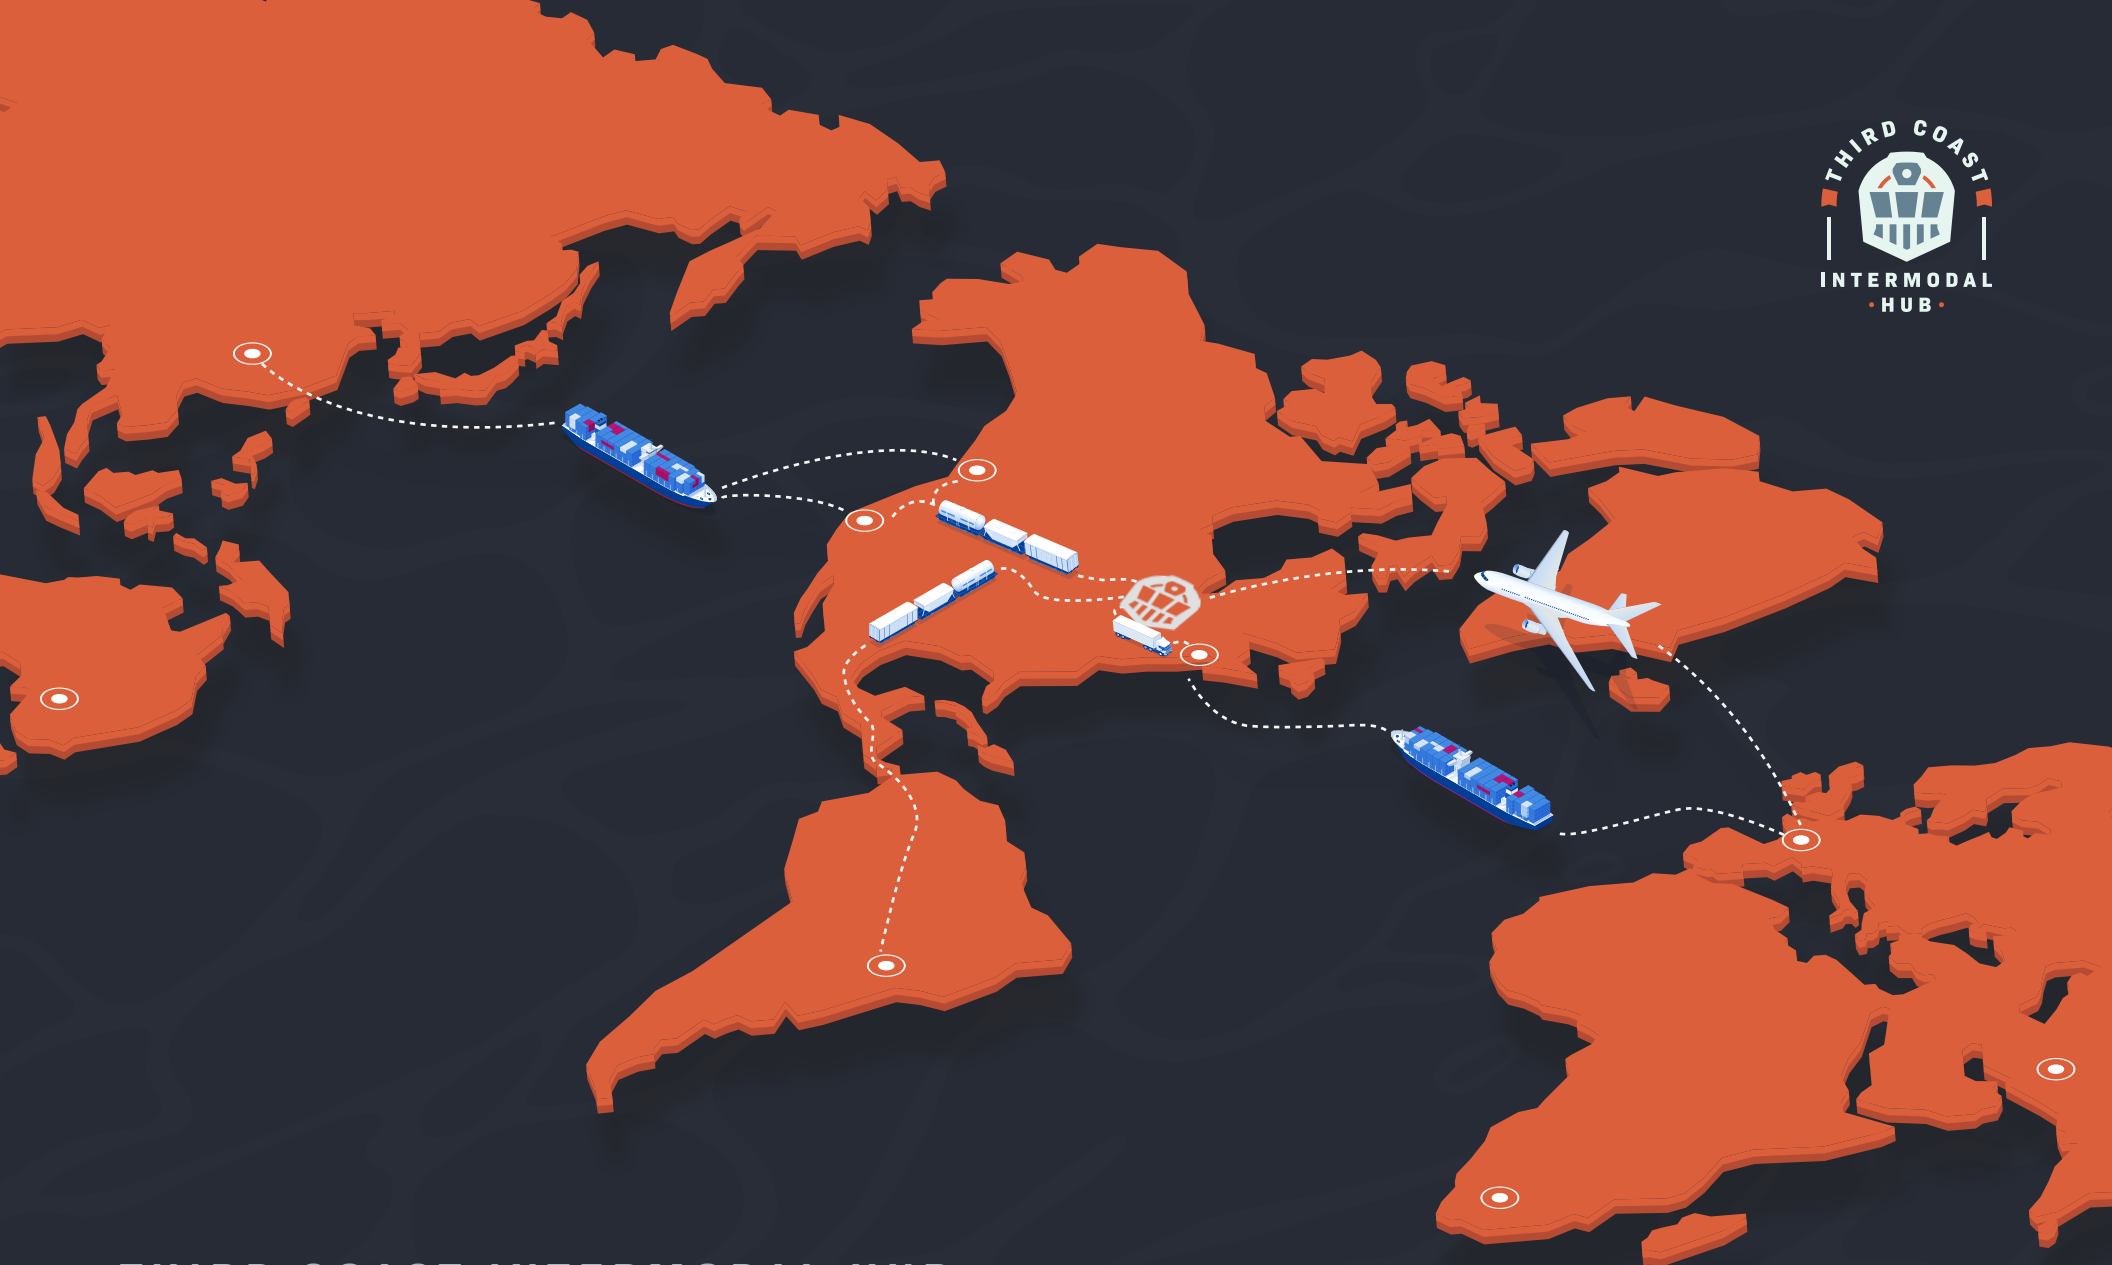 THIRD COAST
INTERMODAL
• HUB •